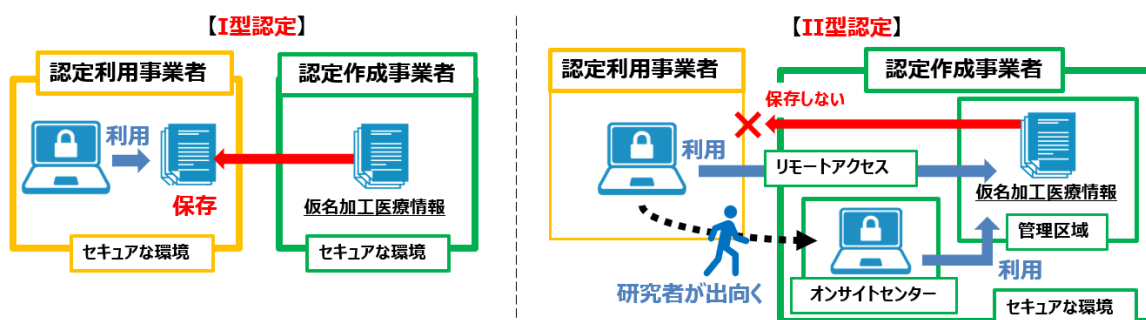 【I型認定】
認定利用事業者
認定作成事業者
利用
保存
仮名加工医療情報
セキュアな環境
セキュアな環境
【II型認定】
認定利用事業者
認定作成事業者
保存しない
利用
リモートアクセス
仮名加工医療情報
管理区域
利用
研究者が出向く
オンサイトセンター
セキュアな環境